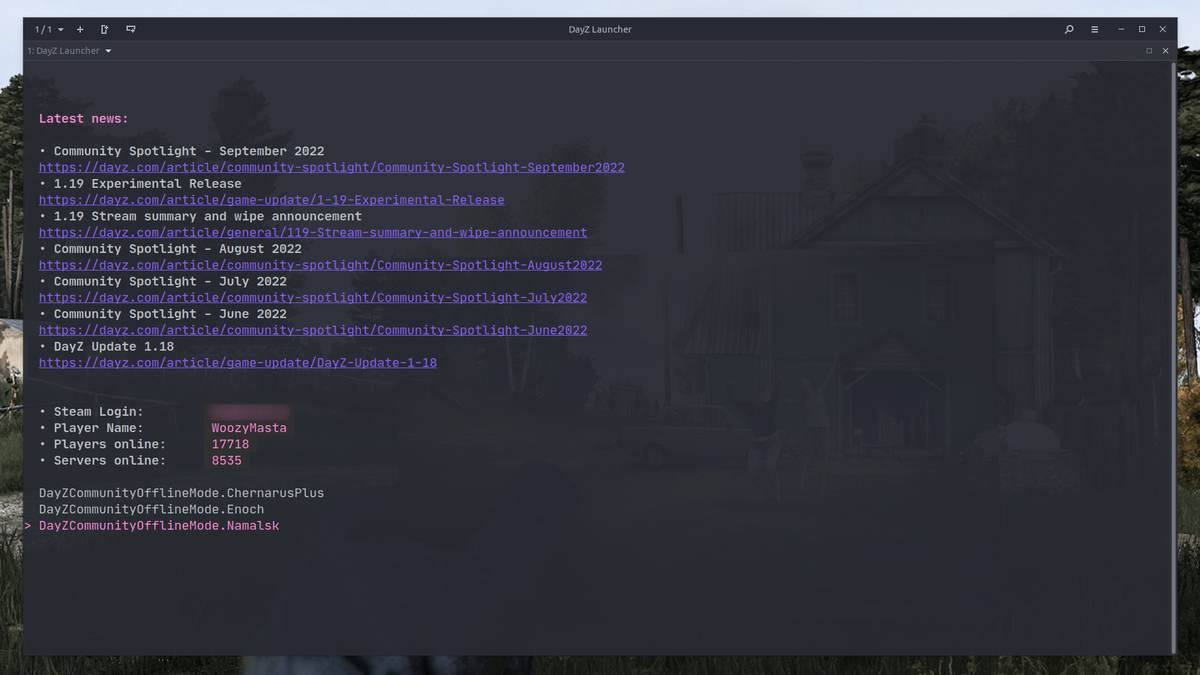 1 / 1
DayZ Launcher
1: DayZ Launcher
Latest news:
• Community Spotlight - September 2022
https://dayz.com/article/community-spotlight/Community-Spotlight-September2022
• 1.19 Experimental Release
https://dayz.com/article/game-update/1-19-Experimental-Release
• 1.19 Stream summary and wipe announcement
https://dayz.com/article/general/119-Stream-summary-and-wipe-announcement
• Community Spotlight - August 2022
https://dayz.com/article/community-spotlight/Community-Spotlight-August2022
• Community Spotlight - July 2022
https://dayz.com/article/community-spotlight/Community-Spotlight-July2022
• Community Spotlight - June 2022
https://dayz.com/article/community-spotlight/Community-Spotlight-June2022
• DayZ Update 1.18
https://dayz.com/article/game-update/DayZ-Update-1-18
• Steam Login:
• Player Name: WoozyMasta
• Players online: 17718
• Servers online: 8535
DayZCommunityOfflineMode.ChernarusPlus
DayZCommunityOfflineMode.Enoch
> DayZCommunityOfflineMode.Namalsk